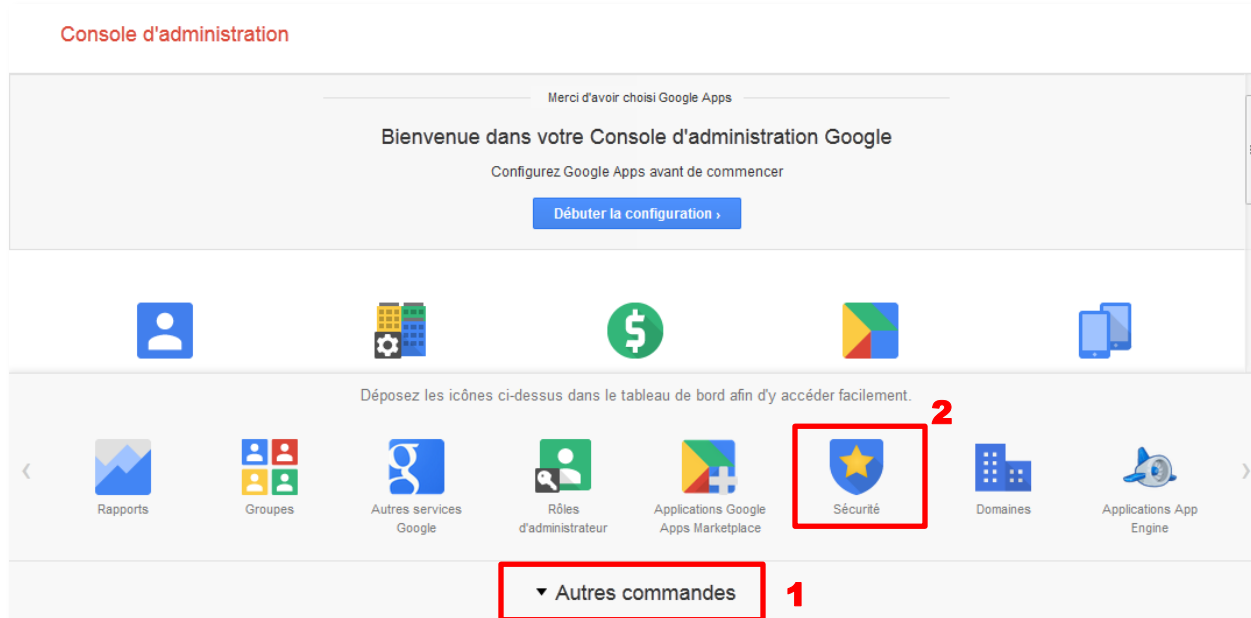 Console d'administration
Merci d'avoir choisi Google Apps
Bienvenue dans votre Console d'administration Google
Configurez Google Apps avant de commencer
Débuter la configuration ›
$
Déposez les icônes ci-dessus dans le tableau de bord afin d'y accéder facilement.
2
g
Rapports
Groupes
Autres services
Google
Rôles
d'administrateur
Applications Google
Apps Marketplace
Sécurité
Domaines
Applications App
Engine
▼ Autres commandes
1